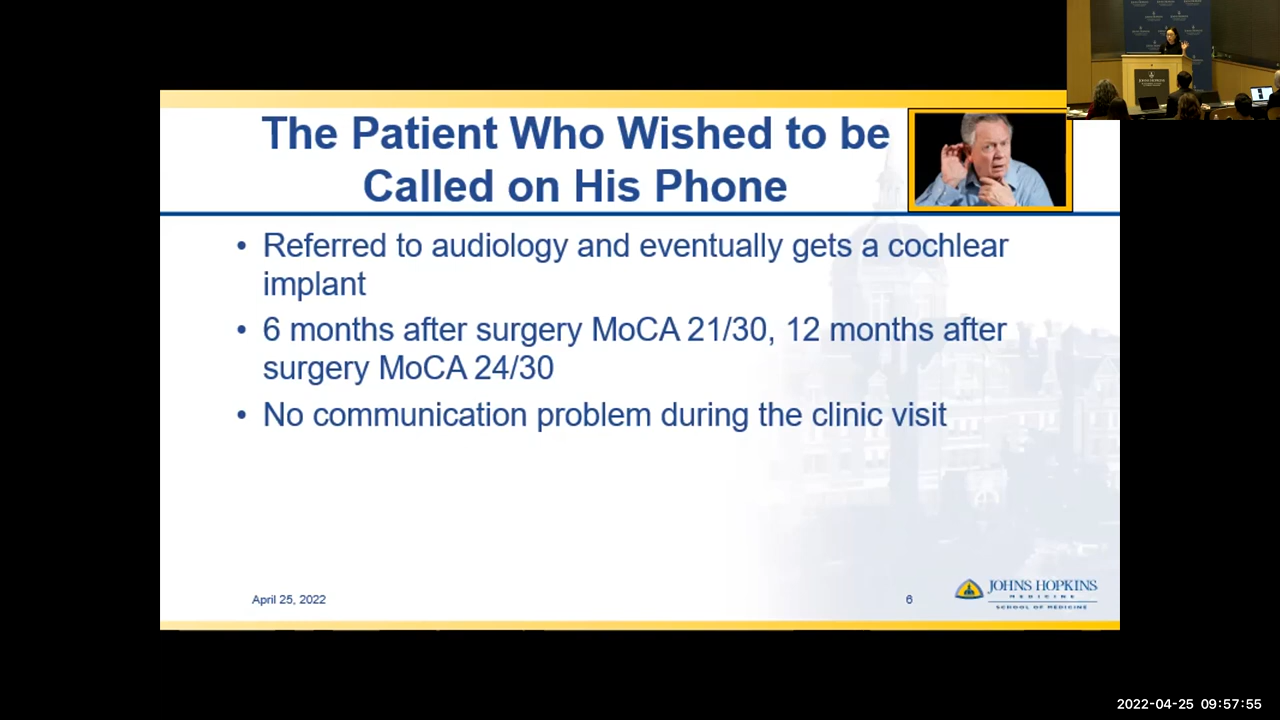 The Patient Who Wished to be
Called on His Phone
• Referred to audiology and eventually gets a cochlear
implant
• 6 months after surgery MoCA 21/30, 12 months after
surgery MoCA 24/30
• No communication problem during the clinic visit
April 25, 2022
6
JOHNS HOPKINS
MEDICINE
SCHOOL OF MEDICINE
2022-04-25 09:57:55